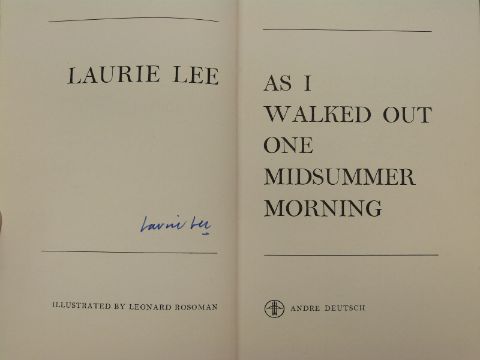 LAURIE LEE
Laurie Lee
ILLUSTRATED BY LEONARD ROSOMAN
AS I
WALKED OUT
ONE
MIDSUMMER
MORNING
ANDRE DEUTSCH